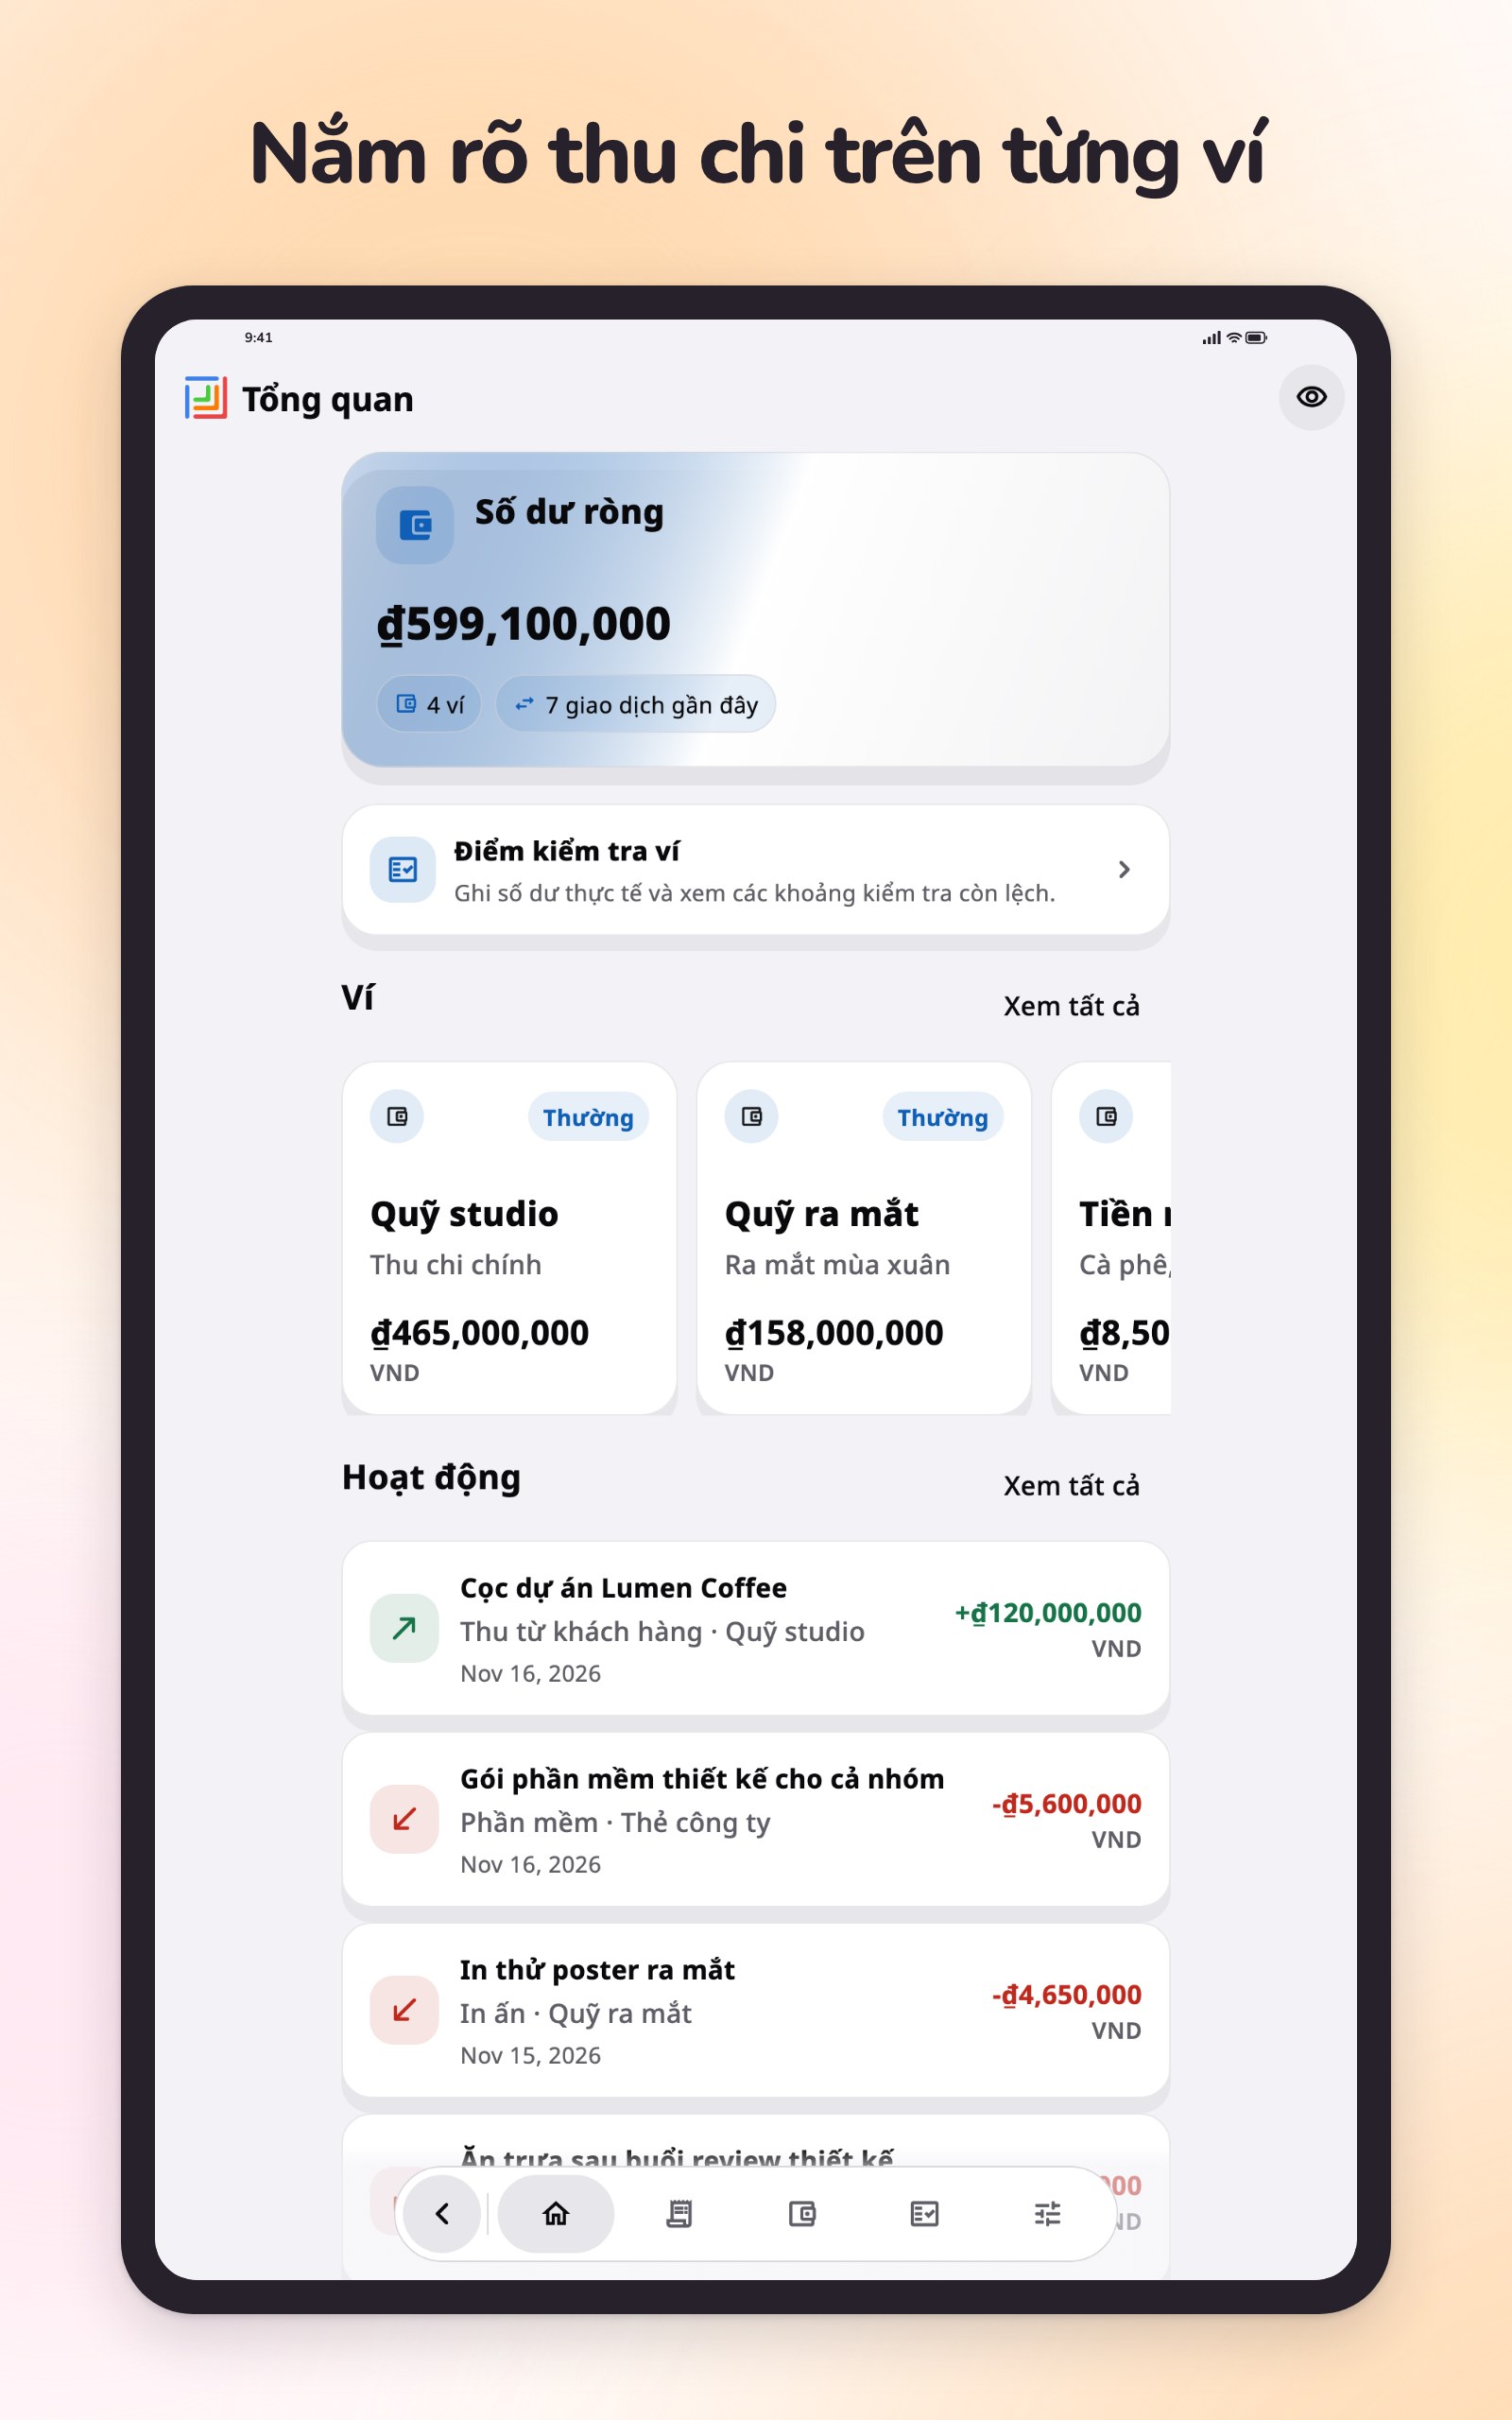 Nắm rõ thu chi trên từng ví
9:41
Tổng quan
Số dư ròng
₫599,100,000
4 ví
7 giao dịch gần đây
Điểm kiểm tra ví
Ghi số dư thực tế và xem các khoảng kiểm tra còn lệch.
Ví
Xem tất cả
Thường
Quỹ studio
Thu chi chính
₫465,000,000
VND
Thường
Quỹ ra mắt
Ra mắt mùa xuân
₫158,000,000
VND
Tiền
Cà phê,
₫8,50
VND
Hoạt động
Xem tất cả
Cọc dự án Lumen Coffee
Thu từ khách hàng · Quỹ studio
Nov 16, 2026
+₫120,000,000
VND
Gói phần mềm thiết kế cho cả nhóm
Phần mềm · Thẻ công ty
Nov 16, 2026
-₫5,600,000
VND
In thử poster ra mắt
In ấn · Quỹ ra mắt
Nov 15, 2026
-₫4,650,000
VND
Ăn trưa sau buổi review thiết kế